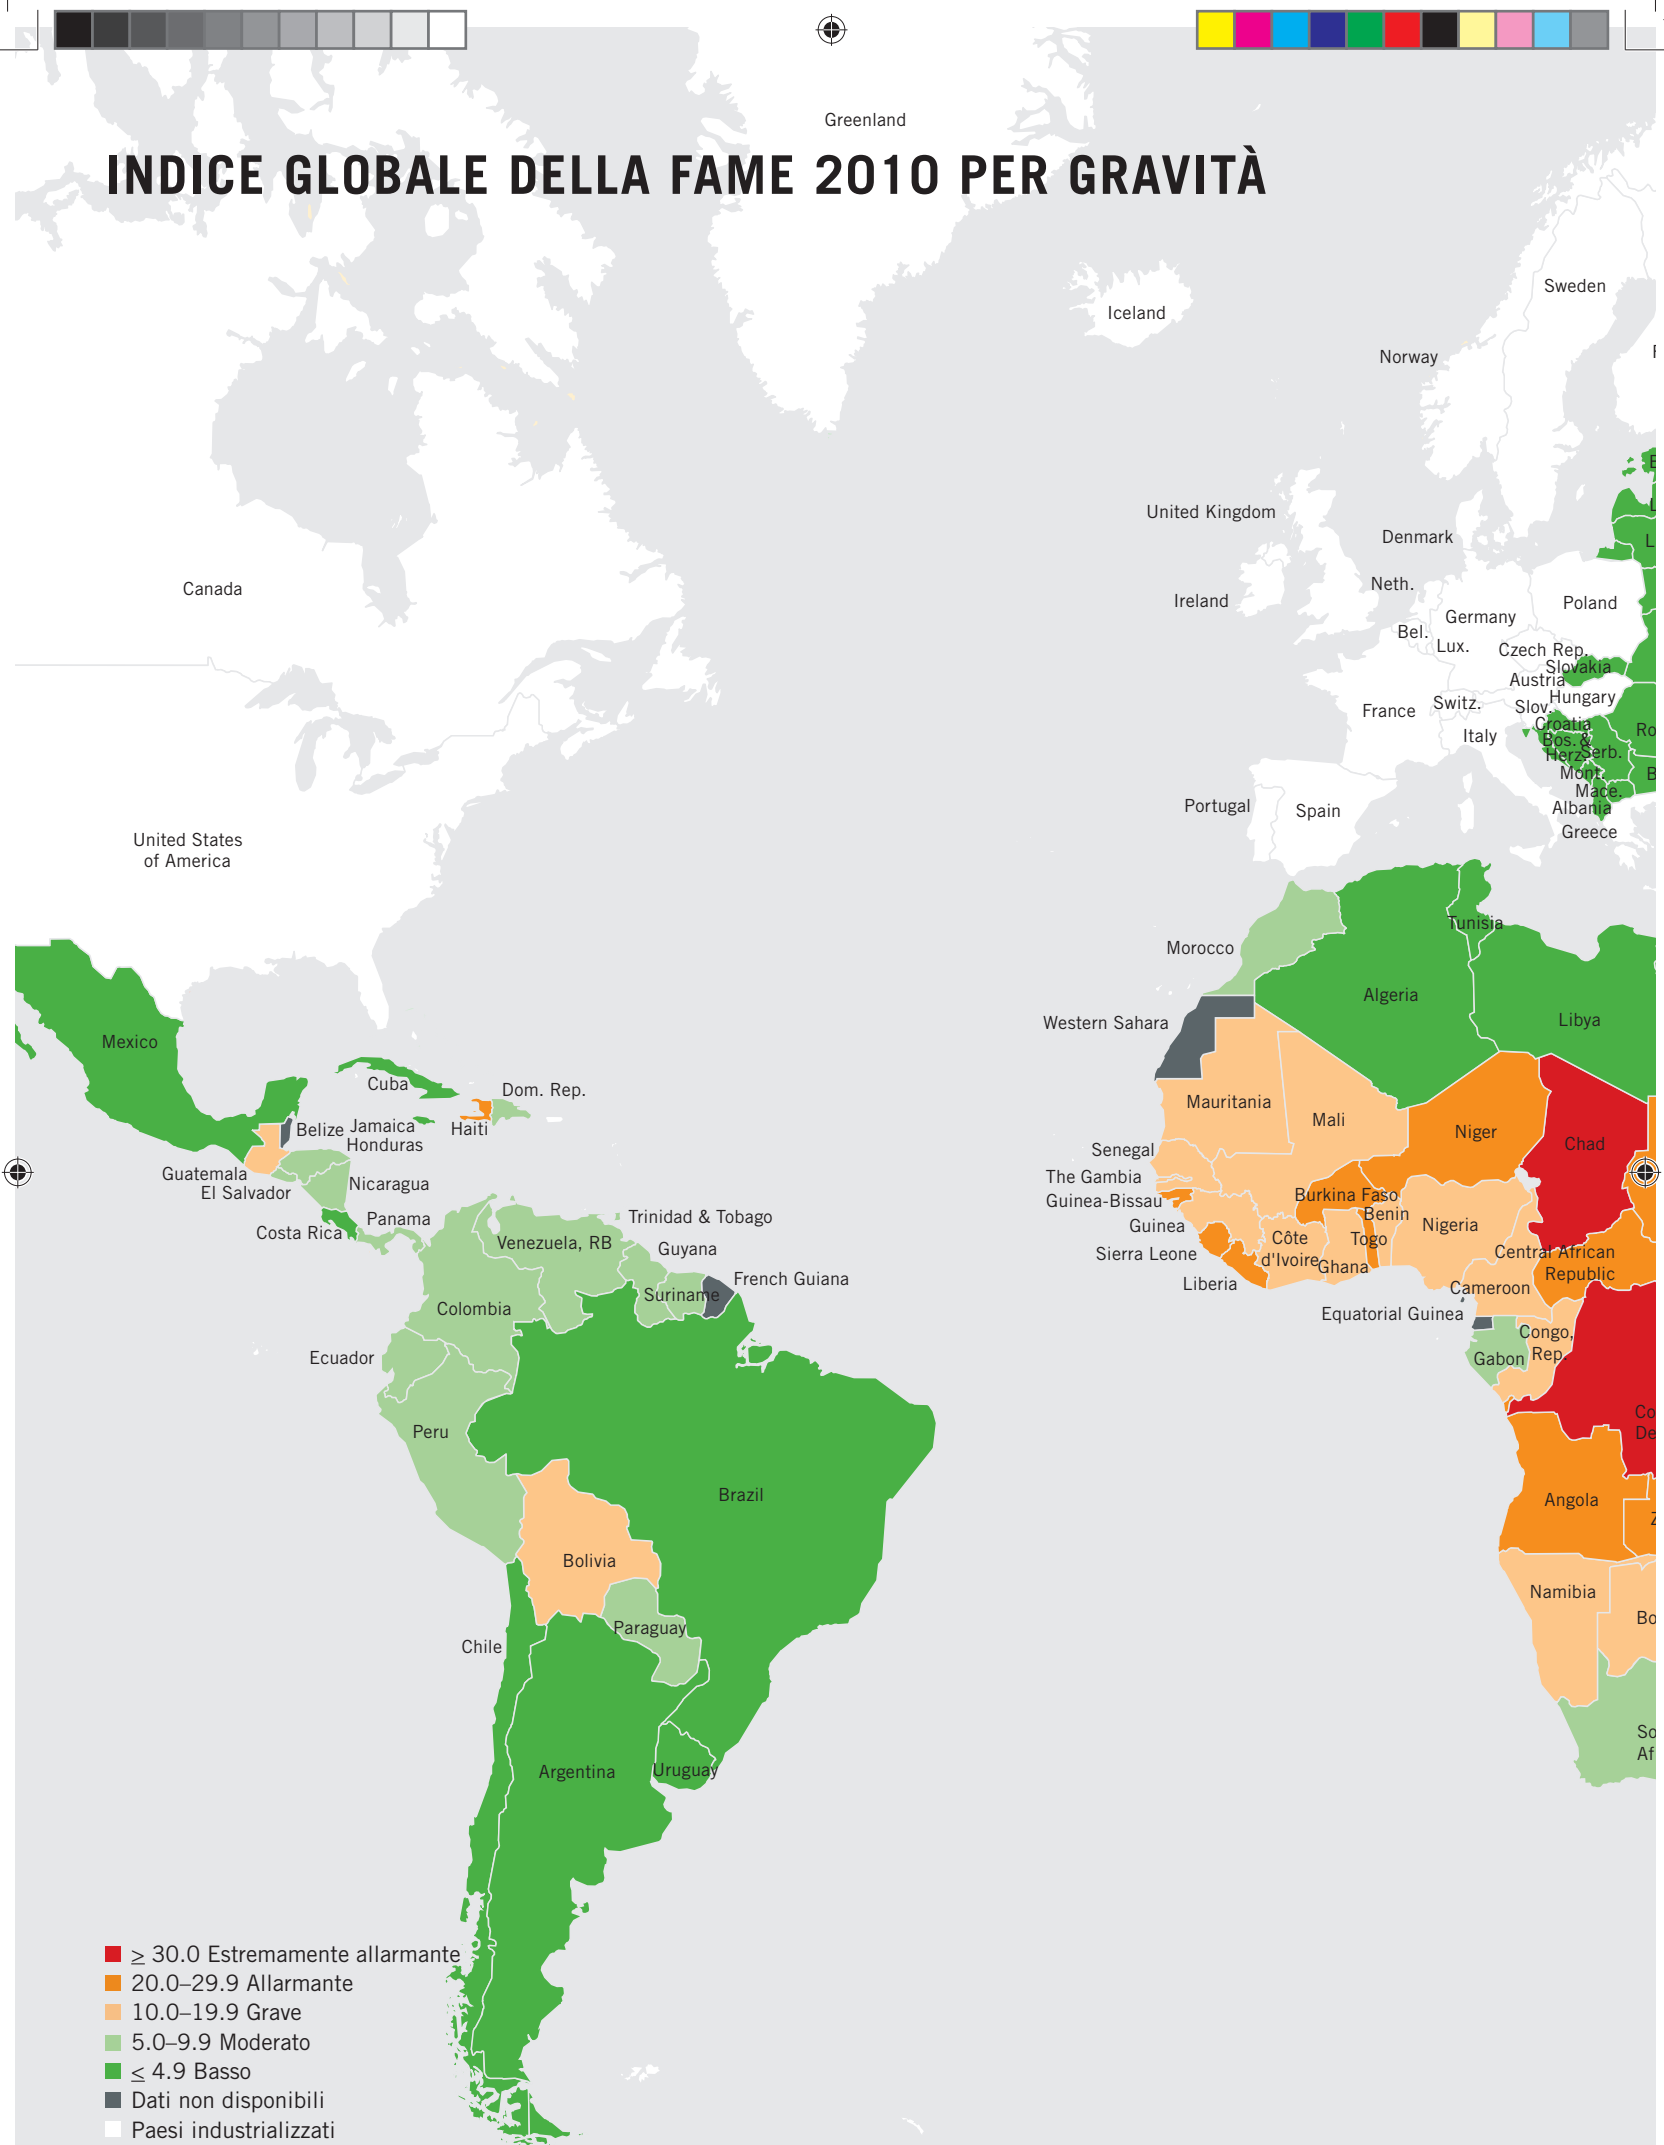 Greenland
INDICE GLOBALE DELLA FAME 2010 PER GRAVITÀ
Sweden
Iceland
Norway
United Kingdom
Denmark
Canada
Neth.
Ireland
Poland
Germany
Bel.
Lux.
Czech Rep.
Slovakia
Austria
Hungary
Switz.
Slov.
France
Croatia
Italy
Bos. &
Herz.
Serb.
Mont.
Mace.
Portugal
Spain
Albania
Greece
United States
of America
Tunisia
Morocco
Algeria
Libya
Western Sahara
Mexico
Cuba
Dom. Rep.
Belize
Jamaica
Haiti
Honduras
Guatemala
El Salvador
Nicaragua
Costa Rica
Panama
Trinidad & Tobago
Venezuela, RB
Guyana
French Guiana
Suriname
Colombia
Ecuador
Peru
Brazil
Bolivia
Paraguay
Chile
Argentina
Uruguay
Mauritania
Mali
Niger
Chad
Senegal
The Gambia
Guinea-Bissau
Burkina Faso
Benin
Guinea
Nigeria
Côte
d'Ivoire
Togo
Sierra Leone
Ghana
Central African
Republic
Liberia
Cameroon
Equatorial Guinea
Congo,
Rep.
Gabon
Co
De
Angola
Namibia
Bo
So
Af
≥ 30.0 Estremamente allarmante
20.0–29.9 Allarmante
10.0–19.9 Grave
5.0–9.9 Moderato
≤ 4.9 Basso
Dati non disponibili
Paesi industrializzati